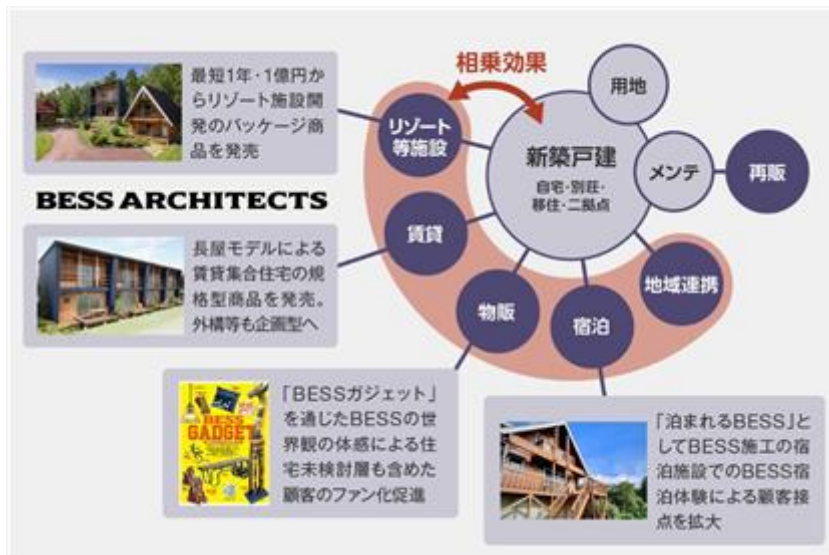 最短1年・1億円か
らリゾート施設開
発のパッケージ商
品を発売
BESS ARCHITECTS
長屋モデルによる
賃貸集合住宅の規
格型商品を発売。
外構等も企画型へ
相乗効果
用地
新築戸建
自宅・別荘・
移住・二拠点
メンテ
再販
リゾート
等施設
賃貸
物販
宿泊
地域連携
BESS
GADGET
「BESSガジェット」
を通じたBESSの世
界観の体感による住
宅未検討層も含めた
顧客のファン化促進
「泊まれるBESS」と
してBESS施工の宿
泊施設でのBESS宿
泊体験による顧客接
点を拡大